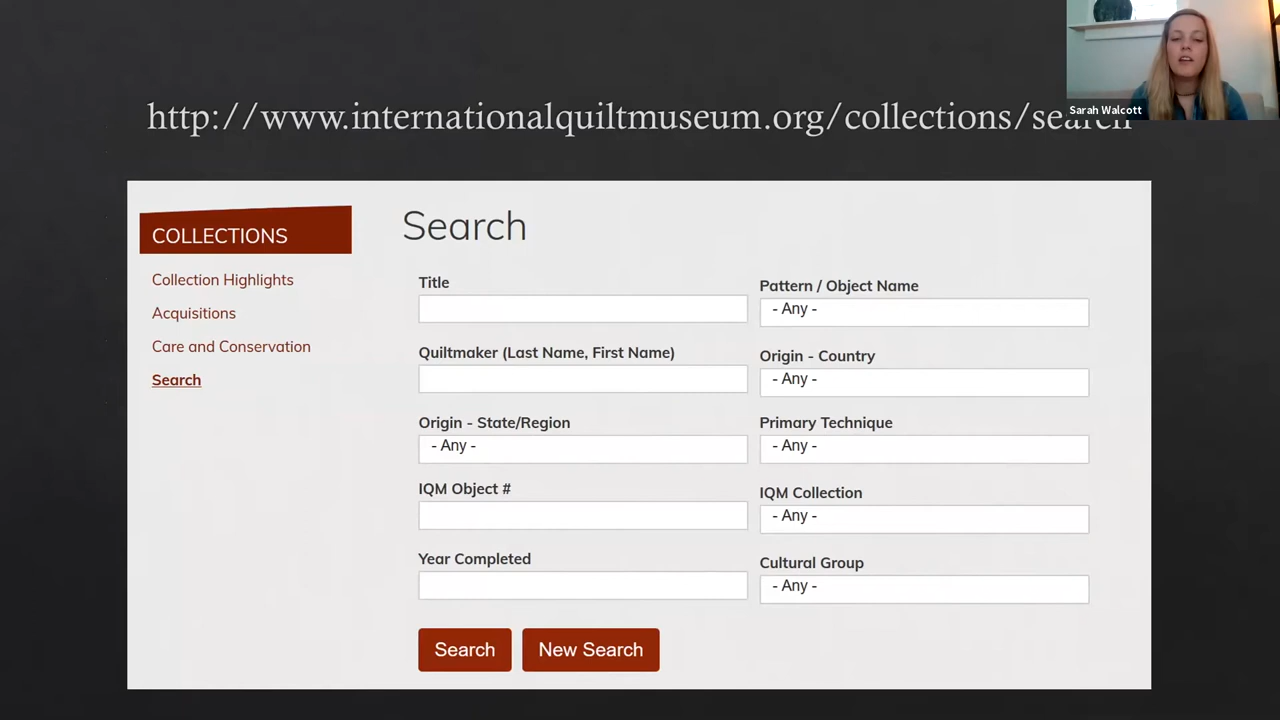 http://www.internationalquiltmuseum.org/collections/search
Sarah Walcott
COLLECTIONS
Collection Highlights
Acquisitions
Care and Conservation
Search
Search
Title
Pattern / Object Name
- Any -
Quiltmaker (Last Name, First Name)
Origin - Country
- Any -
Origin - State/Region
- Any -
Primary Technique
- Any -
IQM Object #
IQM Collection
- Any -
Year Completed
Cultural Group
- Any -
Search
New Search